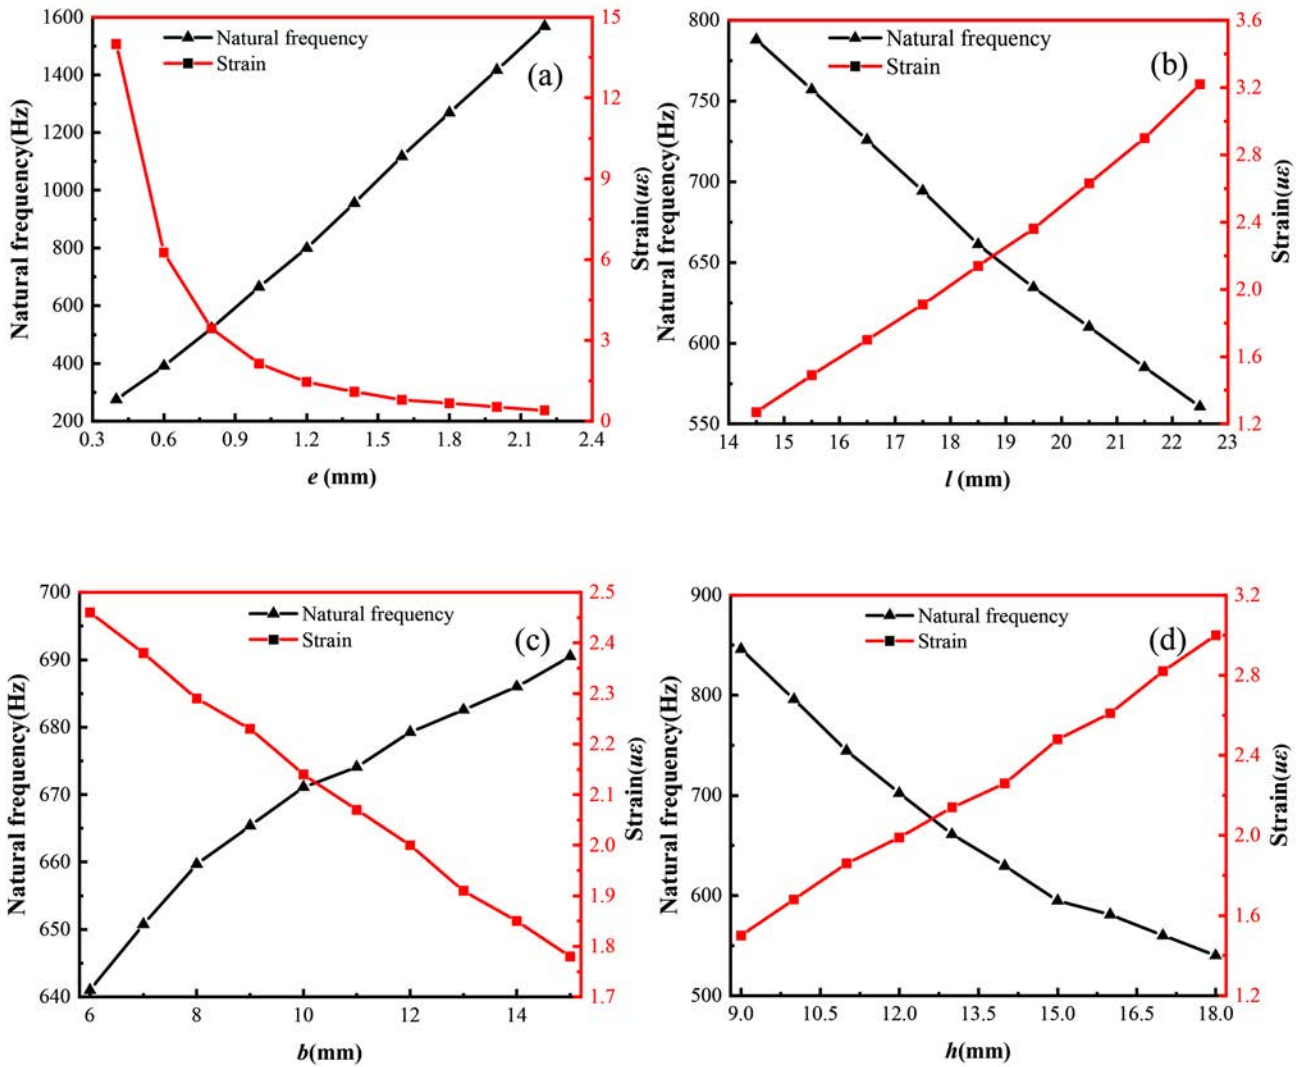 Natural frequency
Strain
(a)
1600
1400
1200
1000
800
600
400
200
Natural frequency(Hz)
15
12
9
6
3
0
Strain(uε)
0.3 0.6 0.9 1.2 1.5 1.8 2.1 2.4
e (mm)
Natural frequency
Strain
(b)
800
750
700
650
600
550
Natural frequency(Hz)
3.6
3.2
2.8
2.4
2.0
1.6
1.2
Strain(uε)
14 15 16 17 18 19 20 21 22 23
l (mm)
Natural frequency
Strain
(c)
700
690
680
670
660
650
640
Natural frequency(Hz)
2.5
2.4
2.3
2.2
2.1
2.0
1.9
1.8
1.7
Strain(uε)
6 8 10 12 14
b(mm)
Natural frequency
Strain
(d)
900
800
700
600
500
Natural frequency(Hz)
3.2
2.8
2.4
2.0
1.6
1.2
Strain(uε)
9.0 10.5 12.0 13.5 15.0 16.5 18.0
h(mm)